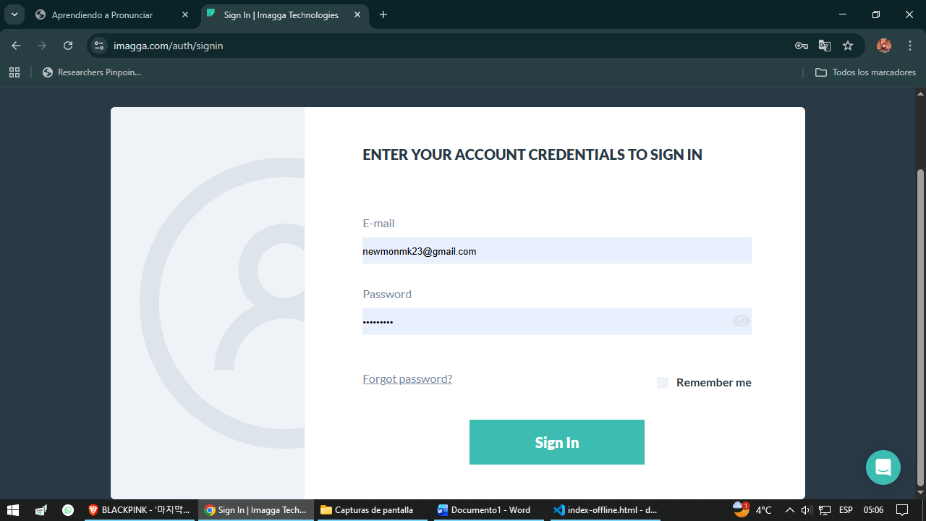 Aprendiendo a Pronunciar
Sign In | Imagga Technologies
imagga.com/auth/signin
Researchers Pinpoin...
Todos los marcadores
ENTER YOUR ACCOUNT CREDENTIALS TO SIGN IN
E-mail
newmonmk23@gmail.com
Password
•••••••••
Forgot password?
Remember me
Sign In
BLACKPINK - '마지막...
Sign In | Imagga Tech...
Capturas de pantalla
Documento1 - Word
index-offline.html - d...
1
4°C
ESP
05:06